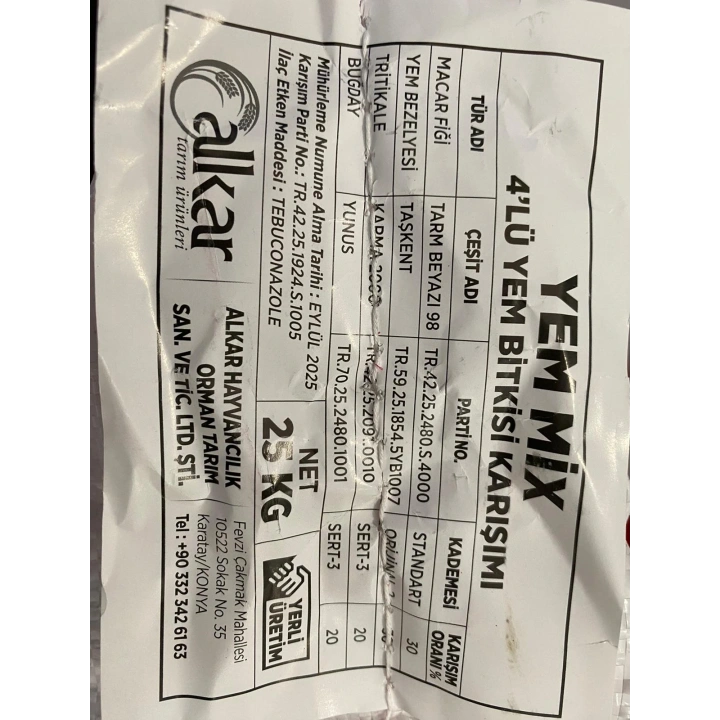 YEM MİX
4'LÜ YEM BİTKİSİ KARIŞIMI
TÜR ADI ÇEŞİT ADI PARTİ NO. KADEMESİ KARIŞIM ORANI %
MACAR FİĞİ TARM BEYAZI 98 TR.42.25.2480.S.4000 STANDART 30
YEM BEZELYESİ TAŞKENT TR.59.25.1854.5YB1007
TRİTİKALE SERT-3 20
BUĞDAY YUNUS TR.70.25.2480.1001 SERT-3 20
Mühürleme Numune Alma Tarihi : EYLÜL 2025
Karışım Parti No.: TR.42.25.1924.S.1005
İlaç Etken Maddesi : TEBUCONAZOLE
NET
25 KG
YERLİ
ÜRETİM
alkar
tarım ürünleri
ALKAR HAYVANCILIK
ORMAN TARIM
SAN. VE TİC. LTD. ŞTİ.
Fevzi Çakmak Mahallesi
10522 Sokak No. 35
Karatay/KONYA
Tel : +90 332 342 61 63